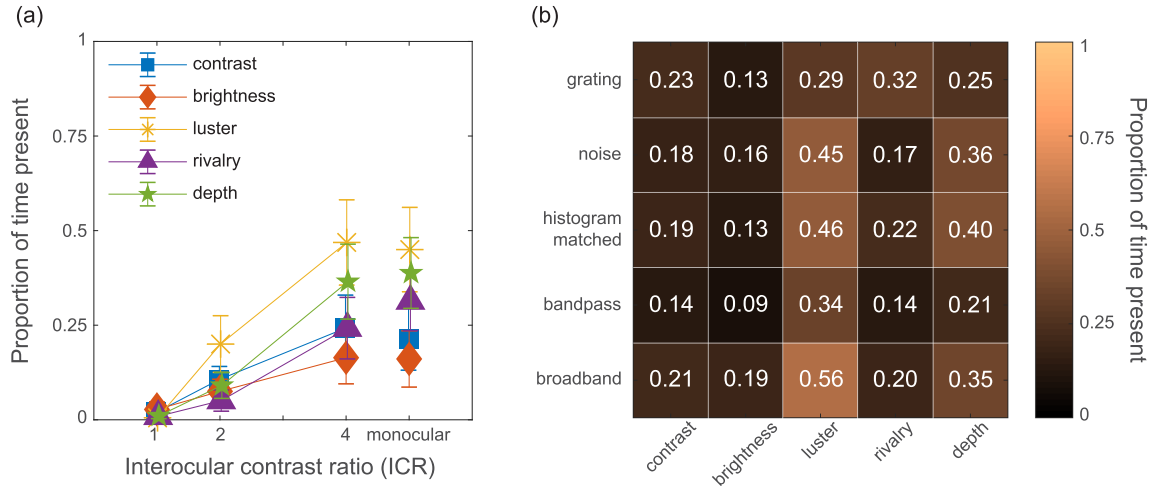 (a)
1
0.75
0.5
0.25
0
Proportion of time present
contrast
brightness
luster
rivalry
depth
1 2 4 monocular
Interocular contrast ratio (ICR)
(b)
grating 0.23 0.13 0.29 0.32 0.25
noise 0.18 0.16 0.45 0.17 0.36
histogram
matched 0.19 0.13 0.46 0.22 0.40
bandpass 0.14 0.09 0.34 0.14 0.21
broadband 0.21 0.19 0.56 0.20 0.35
contrast brightness luster rivalry depth
1
0.75
0.5
0.25
0
Proportion of time present